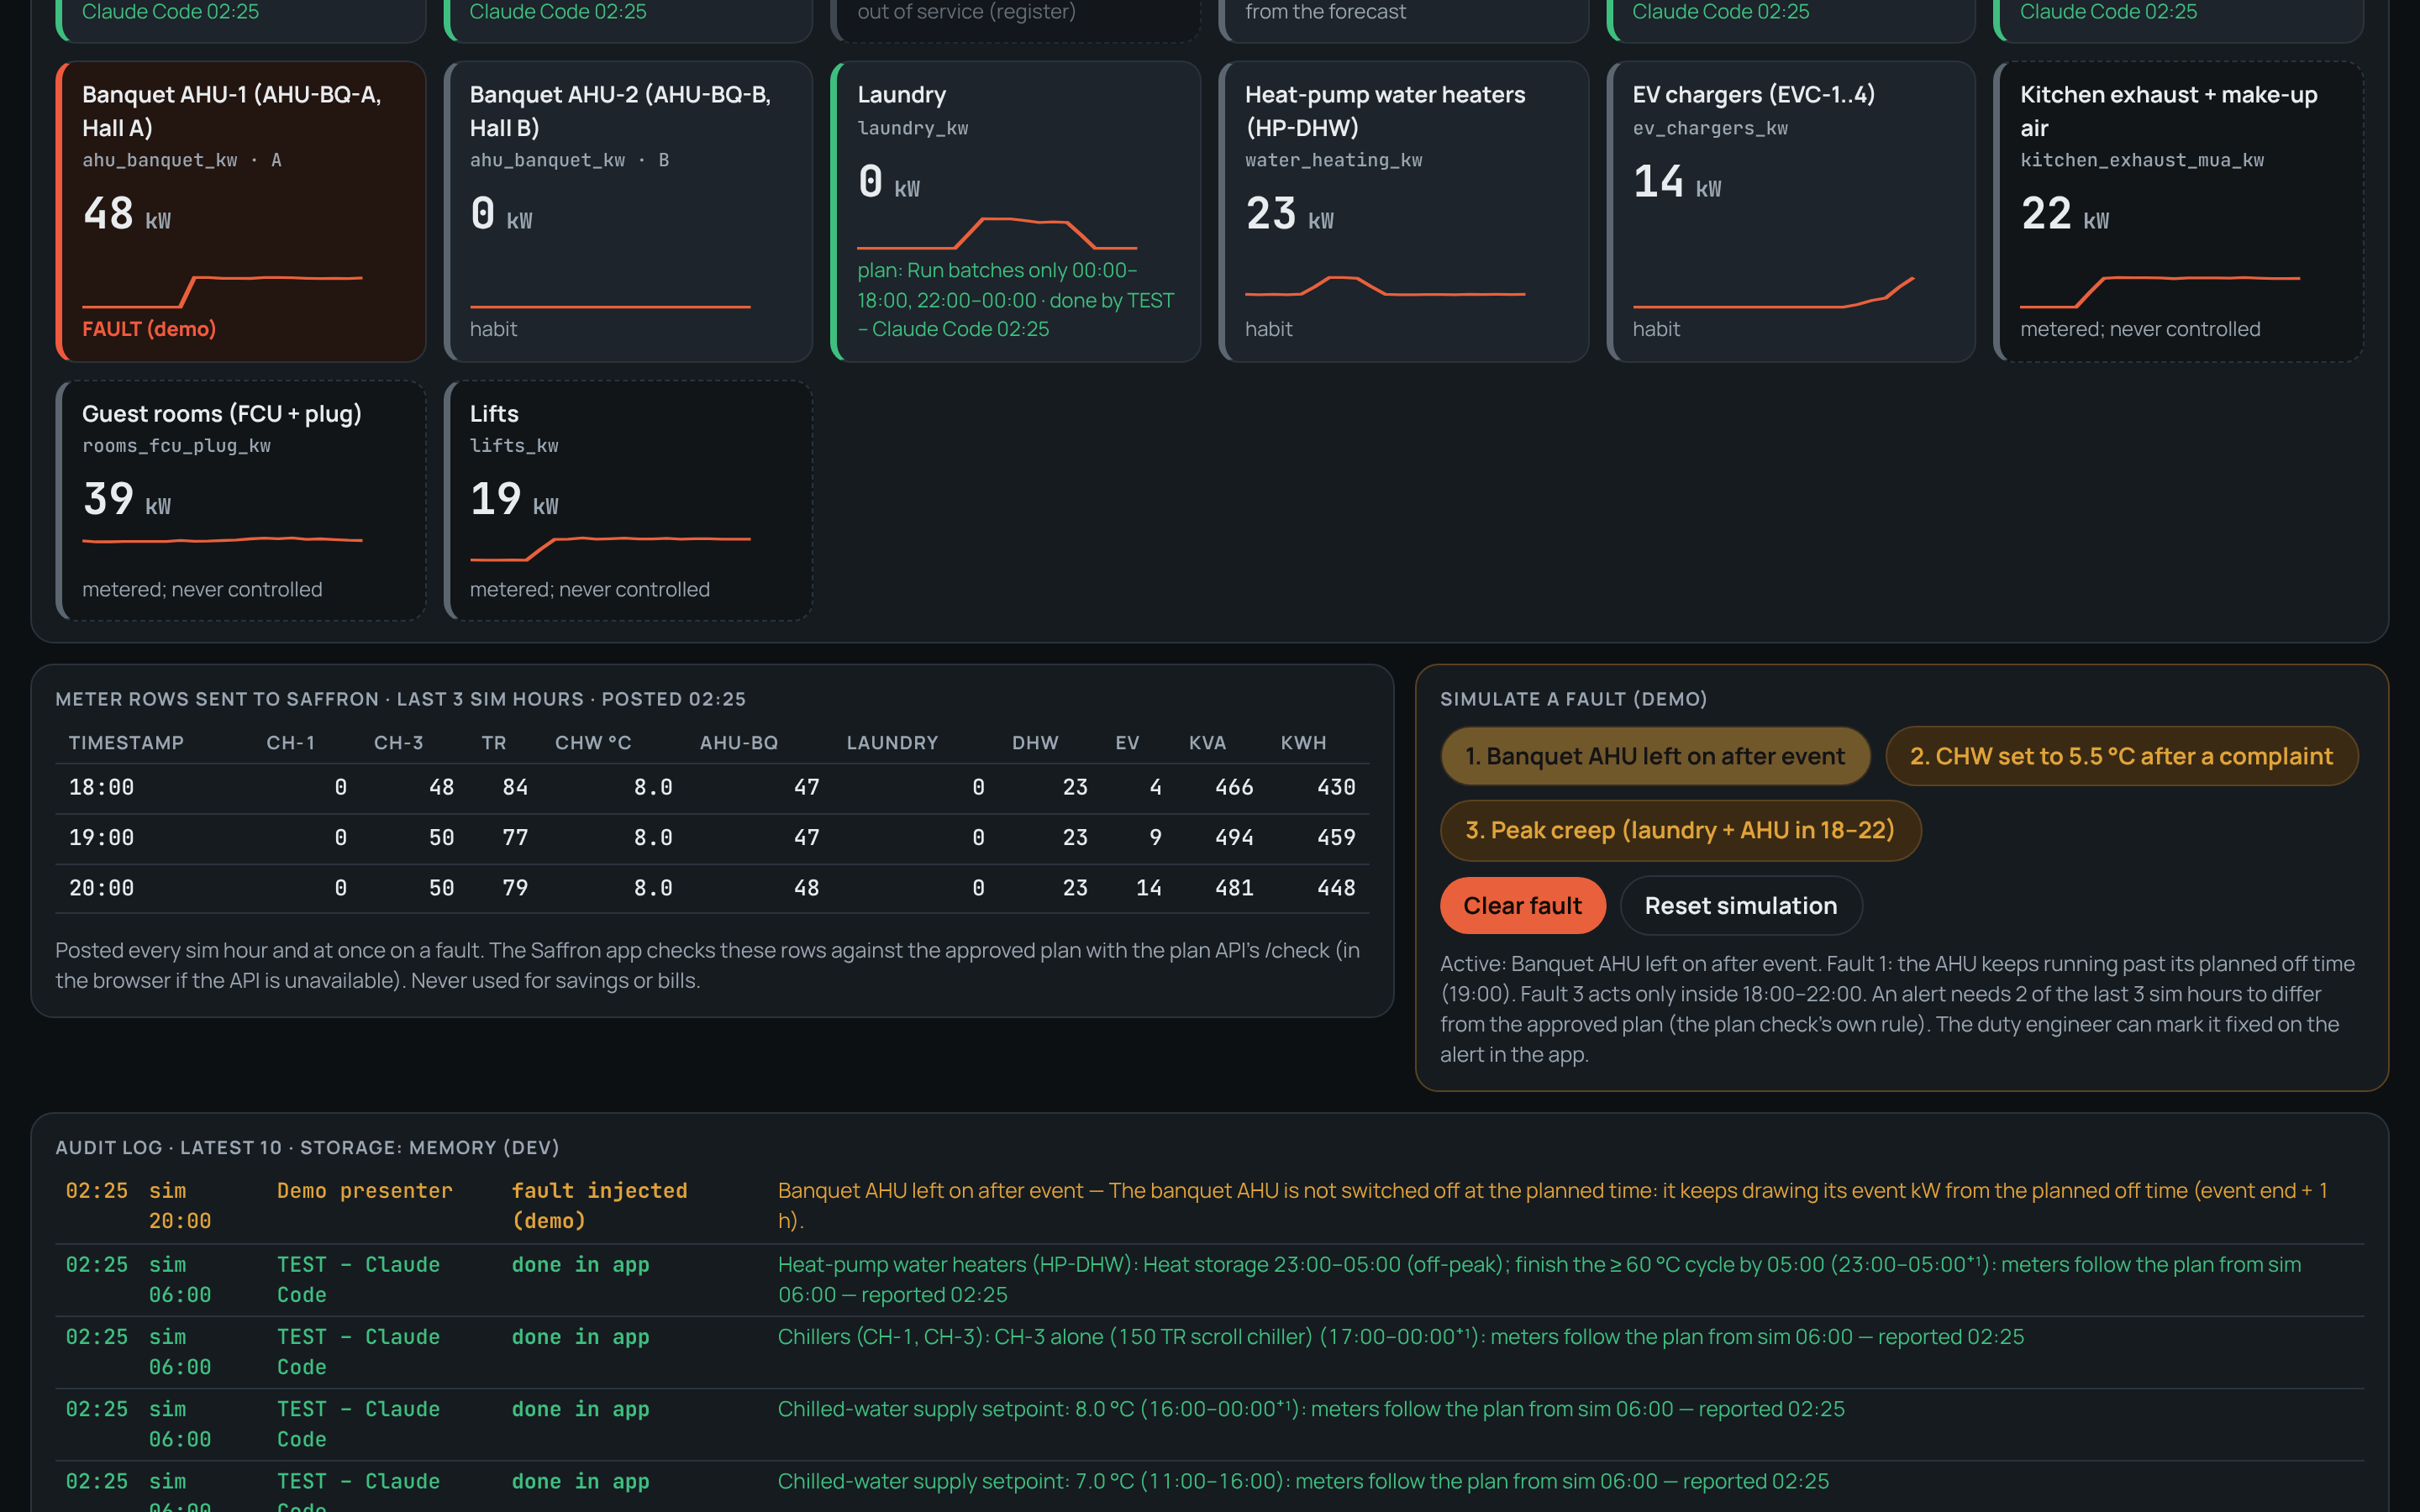 Claude Code 02:25
Claude Code 02:25
out of service (register)
from the forecast
Claude Code 02:25
Claude Code 02:25
Banquet AHU-1 (AHU-BQ-A,
Hall A)
ahu_banquet_kw · A
48 kW
FAULT (demo)
Banquet AHU-2 (AHU-BQ-B,
Hall B)
ahu_banquet_kw · B
0 kW
habit
Laundry
laundry_kw
0 kW
plan: Run batches only 00:00–
18:00, 22:00–00:00 · done by TEST
– Claude Code 02:25
Heat-pump water heaters
(HP-DHW)
water_heating_kw
23 kW
habit
EV chargers (EVC-1..4)
ev_chargers_kw
14 kW
habit
Kitchen exhaust + make-up
air
kitchen_exhaust_mua_kw
22 kW
metered; never controlled
Guest rooms (FCU + plug)
rooms_fcu_plug_kw
39 kW
metered; never controlled
Lifts
lifts_kw
19 kW
metered; never controlled
METER ROWS SENT TO SAFFRON · LAST 3 SIM HOURS · POSTED 02:25
TIMESTAMP CH-1 CH-3 TR CHW °C AHU-BQ LAUNDRY DHW EV KVA KWH
18:00 0 48 84 8.0 47 0 23 4 466 430
19:00 0 50 77 8.0 47 0 23 9 494 459
20:00 0 50 79 8.0 48 0 23 14 481 448
Posted every sim hour and at once on a fault. The Saffron app checks these rows against the approved plan with the plan API's /check (in
the browser if the API is unavailable). Never used for savings or bills.
SIMULATE A FAULT (DEMO)
1. Banquet AHU left on after event
2. CHW set to 5.5 °C after a complaint
3. Peak creep (laundry + AHU in 18–22)
Clear fault
Reset simulation
Active: Banquet AHU left on after event. Fault 1: the AHU keeps running past its planned off time
(19:00). Fault 3 acts only inside 18:00–22:00. An alert needs 2 of the last 3 sim hours to differ
from the approved plan (the plan check's own rule). The duty engineer can mark it fixed on the
alert in the app.
AUDIT LOG · LATEST 10 · STORAGE: MEMORY (DEV)
02:25 sim Demo presenter fault injected Banquet AHU left on after event — The banquet AHU is not switched off at the planned time: it keeps drawing its event kW from the planned off time (event end + 1
20:00 (demo) h).
02:25 sim TEST – Claude done in app Heat-pump water heaters (HP-DHW): Heat storage 23:00–05:00 (off-peak); finish the ≥ 60 °C cycle by 05:00 (23:00–05:00⁺¹): meters follow the plan from sim
06:00 Code 06:00 — reported 02:25
02:25 sim TEST – Claude done in app Chillers (CH-1, CH-3): CH-3 alone (150 TR scroll chiller) (17:00–00:00⁺¹): meters follow the plan from sim 06:00 — reported 02:25
06:00 Code
02:25 sim TEST – Claude done in app Chilled-water supply setpoint: 8.0 °C (16:00–00:00⁺¹): meters follow the plan from sim 06:00 — reported 02:25
06:00 Code
02:25 sim TEST – Claude done in app Chilled-water supply setpoint: 7.0 °C (11:00–16:00): meters follow the plan from sim 06:00 — reported 02:25
06:00 Code